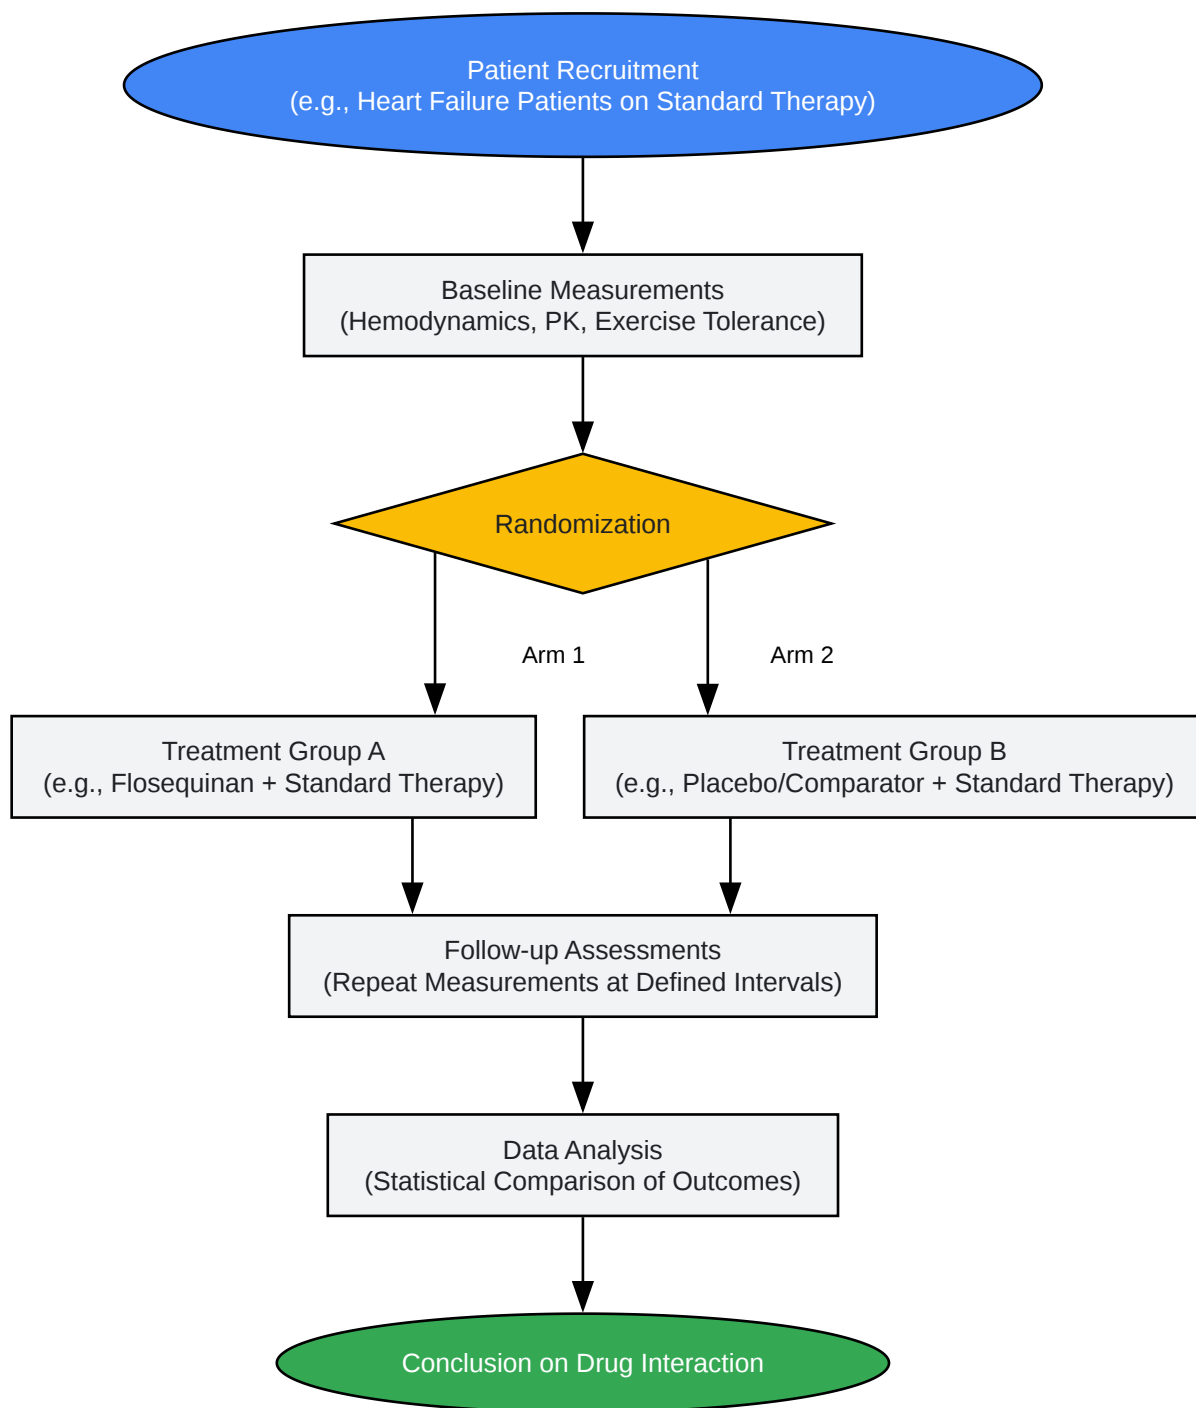 Patient Recruitment
(e.g., Heart Failure Patients on Standard Therapy)
Baseline Measurements
(Hemodynamics, PK, Exercise Tolerance)
Randomization
Arm 1
Arm 2
Treatment Group A
(e.g., Flosequinan + Standard Therapy)
Treatment Group B
(e.g., Placebo/Comparator + Standard Therapy)
Follow-up Assessments
(Repeat Measurements at Defined Intervals)
Data Analysis
(Statistical Comparison of Outcomes)
Conclusion on Drug Interaction